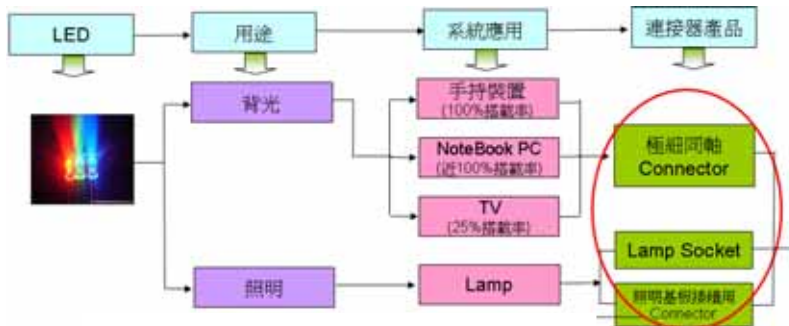 LED
用途
系統應用
連接器產品
背光
手持裝置
(100%搭載率)
NoteBook PC
(近100%搭載率)
TV
(25%搭載率)
極細同軸
Connector
照明
Lamp
Lamp Socket
照明基板接續用
Connector